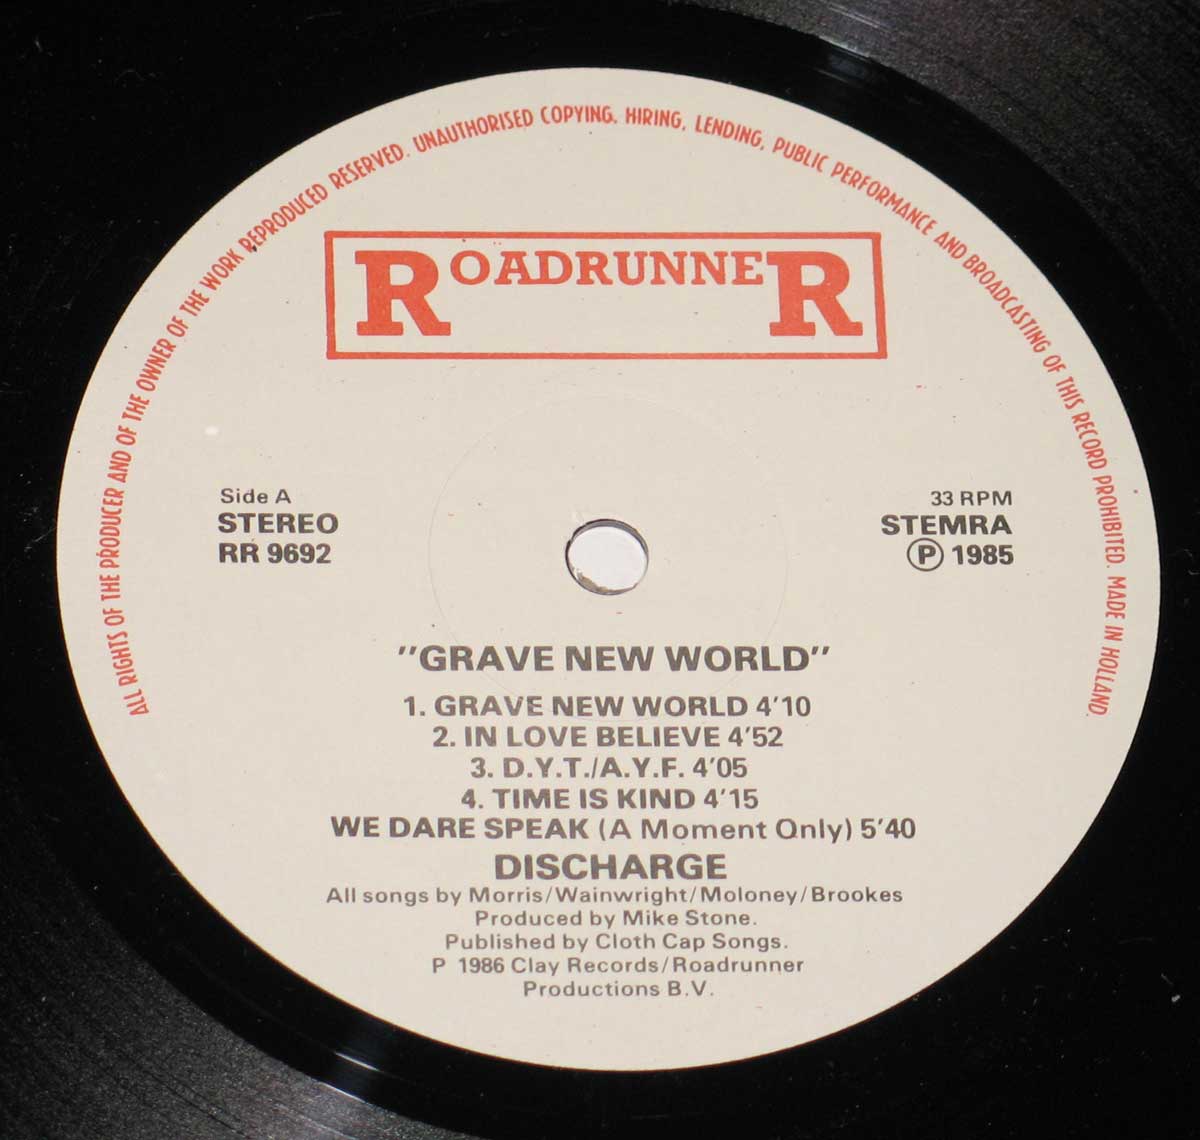 ALL RIGHTS OF THE PRODUCER AND OF THE OWNER OF THE WORK REPRODUCED RESERVED. UNAUTHORISED COPYING. HIRING, LENDING, PUBLIC PERFORMANCE AND BROADCASTING OF THIS RECORD PROHIBITED. MADE IN HOLLAND.
ROADRUNNER
Side A
STEREO
RR 9692
33 RPM
STEMRA
Ⓟ 1985
"GRAVE NEW WORLD"
1. GRAVE NEW WORLD 4'10
2. IN LOVE BELIEVE 4'52
3. D.Y.T./A.Y.F. 4'05
4. TIME IS KIND 4'15
WE DARE SPEAK (A Moment Only) 5'40
DISCHARGE
All songs by Morris/Wainwright/Moloney/Brookes
Produced by Mike Stone.
Published by Cloth Cap Songs.
P 1986 Clay Records/Roadrunner
Productions B.V.